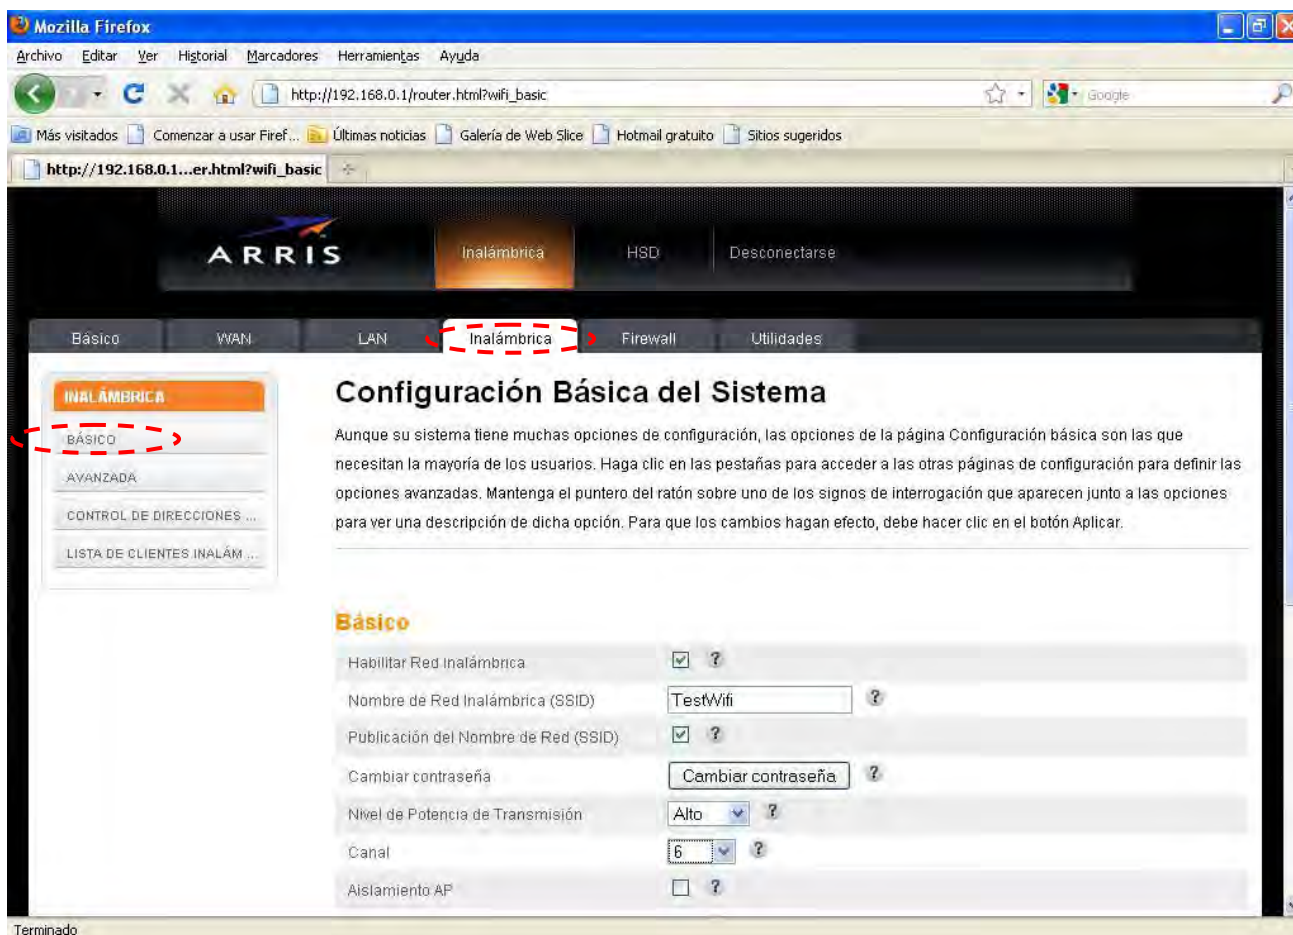 Mozilla Firefox
Archivo Editar Ver Historial Marcadores Herramientas Ayuda
http://192.168.0.1/router.html?wifi_basic
Google
Más visitados Comenzar a usar Firef... Últimas noticias Galería de Web Slice Hotmail gratuito Sitios sugeridos
http://192.168.0.1...er.html?wifi_basic
ARRIS
Inalámbrica HSD Desconectarse
Básico WAN LAN Inalámbrica Firewall Utilidades
INALÁMBRICA
BÁSICO
AVANZADA
CONTROL DE DIRECCIONES ...
LISTA DE CLIENTES INALÁM ...
Configuración Básica del Sistema
Aunque su sistema tiene muchas opciones de configuración, las opciones de la página Configuración básica son las que
necesitan la mayoría de los usuarios. Haga clic en las pestañas para acceder a las otras páginas de configuración para definir las
opciones avanzadas. Mantenga el puntero del ratón sobre uno de los signos de interrogación que aparecen junto a las opciones
para ver una descripción de dicha opción. Para que los cambios hagan efecto, debe hacer clic en el botón Aplicar.
Básico
Habilitar Red Inalámbrica ?
Nombre de Red Inalámbrica (SSID) TestWifi ?
Publicación del Nombre de Red (SSID) ?
Cambiar contraseña Cambiar contraseña ?
Nivel de Potencia de Transmisión Alto ?
Canal 6 ?
Aislamiento AP ?
Terminado